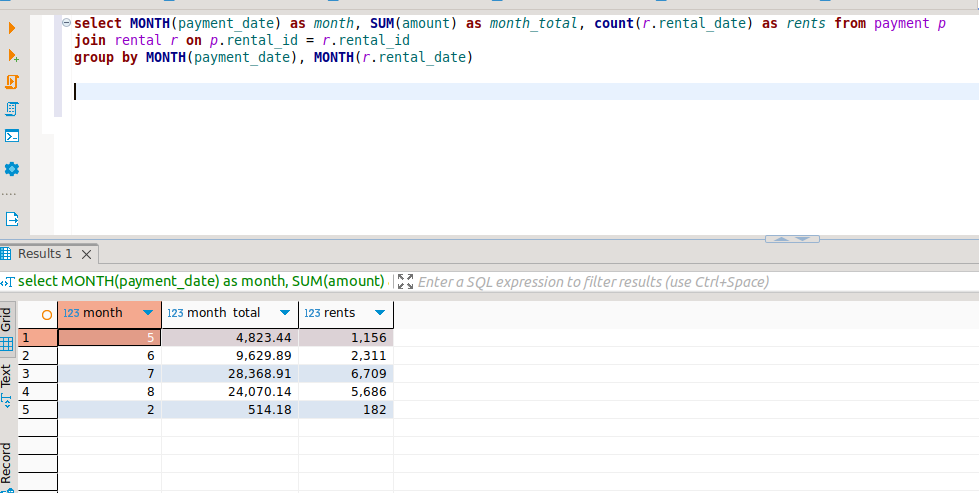 select MONTH(payment_date) as month, SUM(amount) as month_total, count(r.rental_date) as rents from payment p
join rental r on p.rental_id = r.rental_id
group by MONTH(payment_date), MONTH(r.rental_date)
Results 1
select MONTH(payment_date) as month, SUM(amount) Enter a SQL expression to filter results (use Ctrl+Space)
Grid
Text
Record
123 month 123 month_total 123 rents
1 5 4,823.44 1,156
2 6 9,629.89 2,311
3 7 28,368.91 6,709
4 8 24,070.14 5,686
5 2 514.18 182